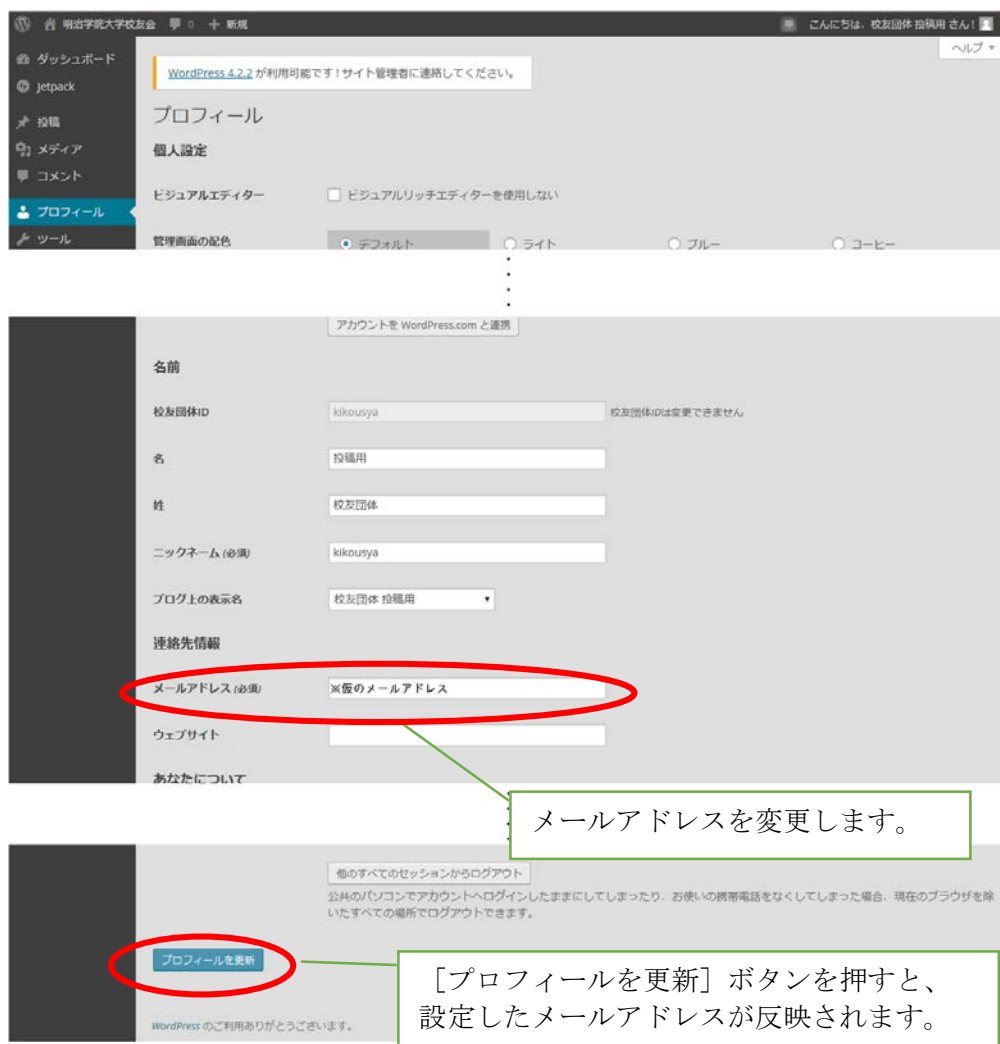 明治学院大学校友会 0 + 新規 こんにちは、校友団体 投稿用 さん!
ヘルプ ▼
ダッシュボード
Jetpack
投稿
メディア
コメント
プロフィール
ツール
WordPress 4.2.2 が利用可能です ! サイト管理者に連絡してください。
プロフィール
個人設定
ビジュアルエディター ビジュアルリッチエディターを使用しない
管理画面の配色 デフォルト ライト ブルー コーヒー
アカウントを WordPress.com と連携
名前
校友団体ID kikousya 校友団体IDは変更できません
名 投稿用
姓 校友団体
ニックネーム (必須) kikousya
ブログ上の表示名 校友団体 投稿用
連絡先情報
メールアドレス (必須) ※仮のメールアドレス
ウェブサイト
あなたについて
メールアドレスを変更します。
他のすべてのセッションからログアウト
公共のパソコンでアカウントへログインしたままにしてしまったり、お使いの携帯電話をなくしてしまった場合、現在のブラウザを除
いたすべての場所でログアウトできます。
プロフィールを更新
[プロフィールを更新]ボタンを押すと、
設定したメールアドレスが反映されます。
WordPress のご利用ありがとうございます。